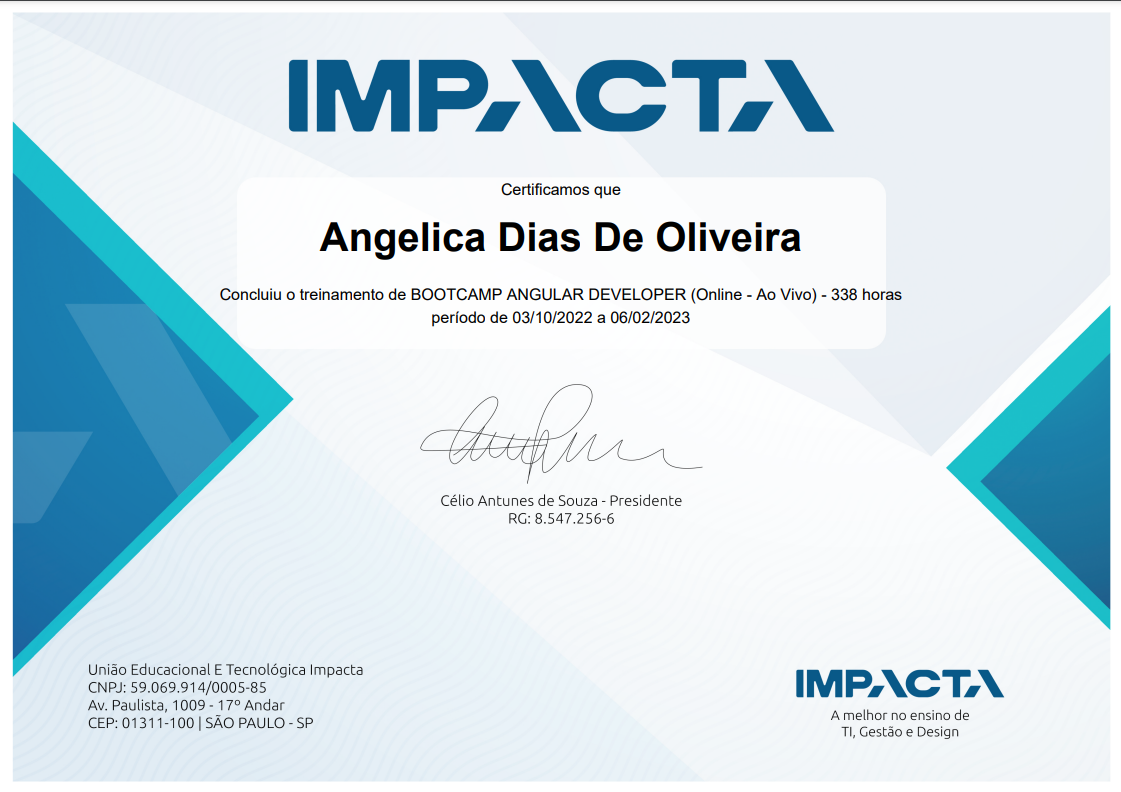 IMPACTA
Certificamos que
Angelica Dias De Oliveira
Concluiu o treinamento de BOOTCAMP ANGULAR DEVELOPER (Online - Ao Vivo) - 338 horas
período de 03/10/2022 a 06/02/2023
Célio Antunes de Souza - Presidente
RG: 8.547.256-6
União Educacional E Tecnológica Impacta
CNPJ: 59.069.914/0005-85
Av. Paulista, 1009 - 17º Andar
CEP: 01311-100 | SÃO PAULO - SP
IMPACTA
A melhor no ensino de
TI, Gestão e Design